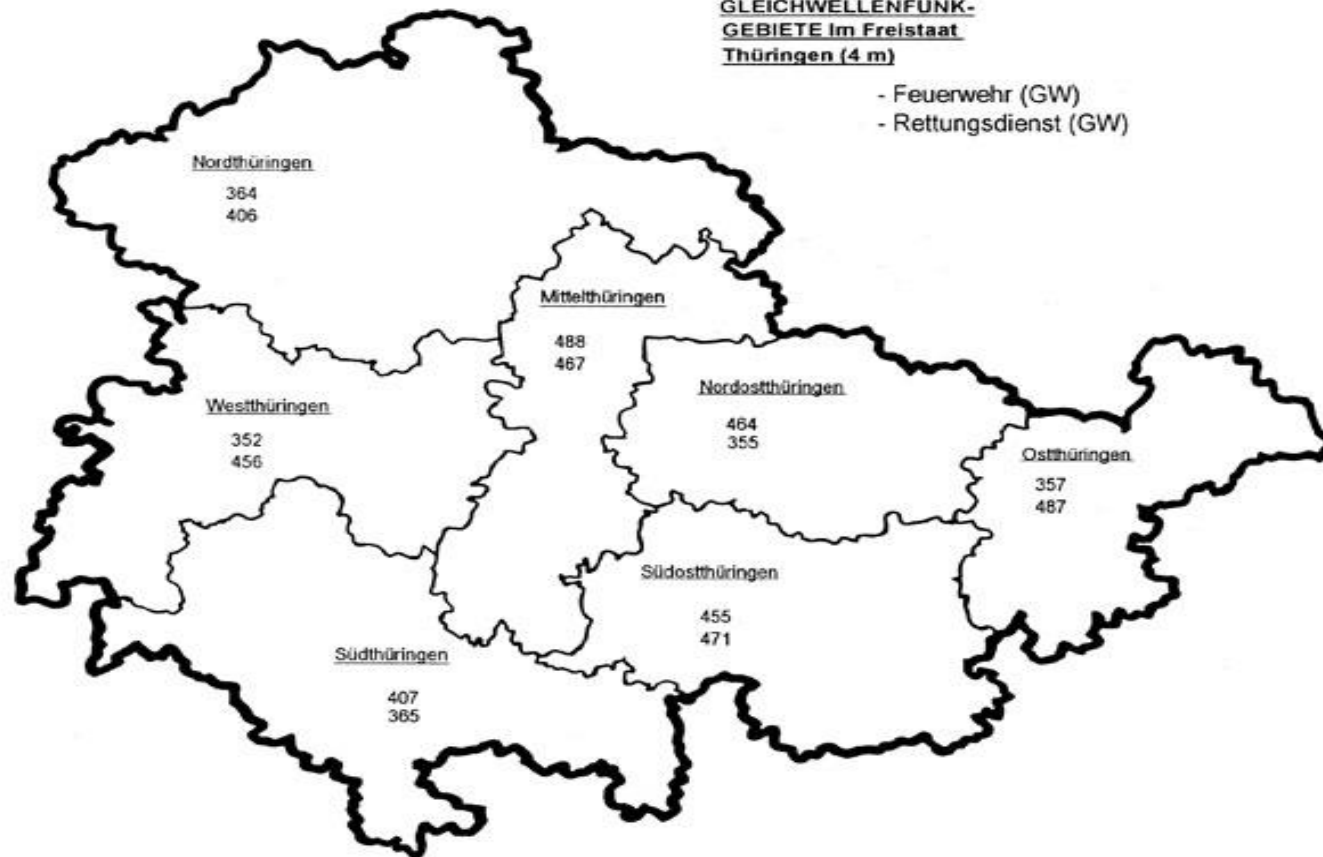 GLEICHWELLENFUNK-
GEBIETE Im Freistaat
Thüringen (4 m)
- Feuerwehr (GW)
- Rettungsdienst (GW)
Nordthüringen
364
406
Mittelthüringen
488
467
Nordostthüringen
464
355
Westthüringen
352
456
Ostthüringen
357
487
Südostthüringen
455
471
Südthüringen
407
365